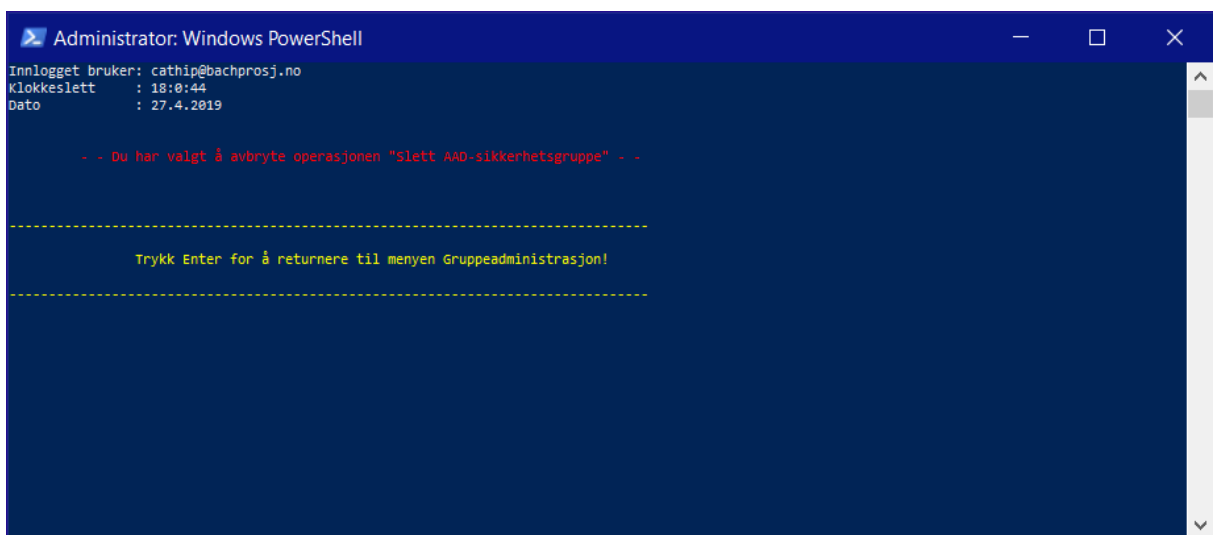 Administrator: Windows PowerShell
Innlogget bruker: cathip@bachprosj.no
Klokkeslett     : 18:0:44
Dato            : 27.4.2019
- - Du har valgt å avbryte operasjonen "Slett AAD-sikkerhetsgruppe" - -
--------------------------------------------------------------------------------
Trykk Enter for å returnere til menyen Gruppeadministrasjon!
--------------------------------------------------------------------------------